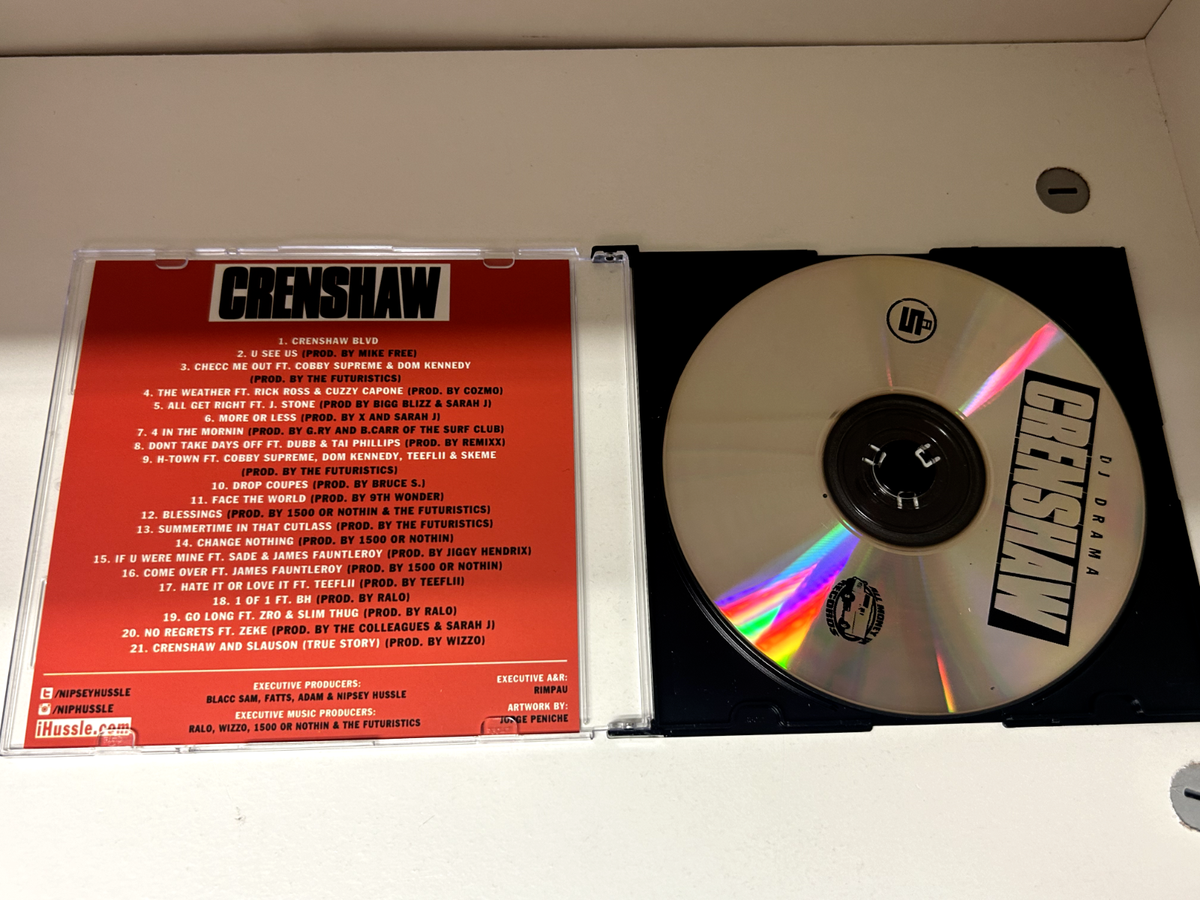 CRENSHAW
1. CRENSHAW BLVD
2. U SEE US (PROD. BY MIKE FREE)
3. CHECC ME OUT FT. COBBY SUPREME & DOM KENNEDY
(PROD. BY THE FUTURISTICS)
4. THE WEATHER FT. RICK ROSS & CUZZY CAPONE (PROD. BY COZMO)
5. ALL GET RIGHT FT. J. STONE (PROD BY BIGG BLIZZ & SARAH J)
6. MORE OR LESS (PROD. BY X AND SARAH J)
7. 4 IN THE MORNIN (PROD. BY G.RY AND B.CARR OF THE SURF CLUB)
8. DONT TAKE DAYS OFF FT. DUBB & TAI PHILLIPS (PROD. BY REMIXX)
9. H-TOWN FT. COBBY SUPREME, DOM KENNEDY, TEEFLII & SKEME
(PROD. BY THE FUTURISTICS)
10. DROP COUPES (PROD. BY BRUCE S.)
11. FACE THE WORLD (PROD. BY 9TH WONDER)
12. BLESSINGS (PROD. BY 1500 OR NOTHIN & THE FUTURISTICS)
13. SUMMERTIME IN THAT CUTLASS (PROD. BY THE FUTURISTICS)
14. CHANGE NOTHING (PROD. BY 1500 OR NOTHIN)
15. IF U WERE MINE FT. SADE & JAMES FAUNTLEROY (PROD. BY JIGGY HENDRIX)
16. COME OVER FT. JAMES FAUNTLEROY (PROD. BY 1500 OR NOTHIN)
17. HATE IT OR LOVE IT FT. TEEFLII (PROD. BY TEEFLII)
18. 1 OF 1 FT. BH (PROD. BY RALO)
19. GO LONG FT. ZRO & SLIM THUG (PROD. BY RALO)
20. NO REGRETS FT. ZEKE (PROD. BY THE COLLEAGUES & SARAH J)
21. CRENSHAW AND SLAUSON (TRUE STORY) (PROD. BY WIZZO)
/NIPSEYHUSSLE
/NIPHUSSLE
iHussle.com
EXECUTIVE PRODUCERS:
BLACC SAM, FATTS, ADAM & NIPSEY HUSSLE
EXECUTIVE MUSIC PRODUCERS:
RALO, WIZZO, 1500 OR NOTHIN & THE FUTURISTICS
EXECUTIVE A&R:
RIMPAU
ARTWORK BY:
JORGE PENICHE
DJ DRAMA
CRENSHAW
MONEY
RECORDS